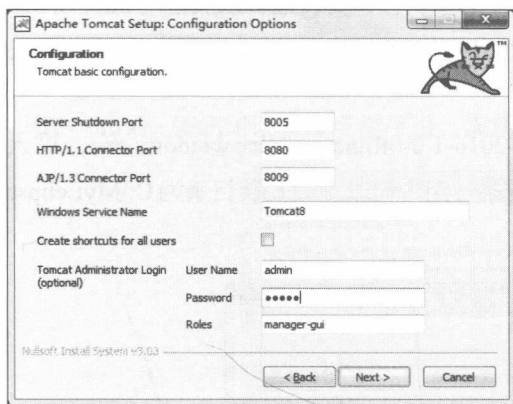 Apache Tomcat Setup: Configuration Options
Configuration
Tomcat basic configuration.
TM
Server Shutdown Port 8005
HTTP/1.1 Connector Port 8080
AJP/1.3 Connector Port 8009
Windows Service Name Tomcat8
Create shortcuts for all users
Tomcat Administrator Login (optional) User Name admin
Password •••••
Roles manager-gui
Nullsoft Install System v3.03
< Back Next > Cancel